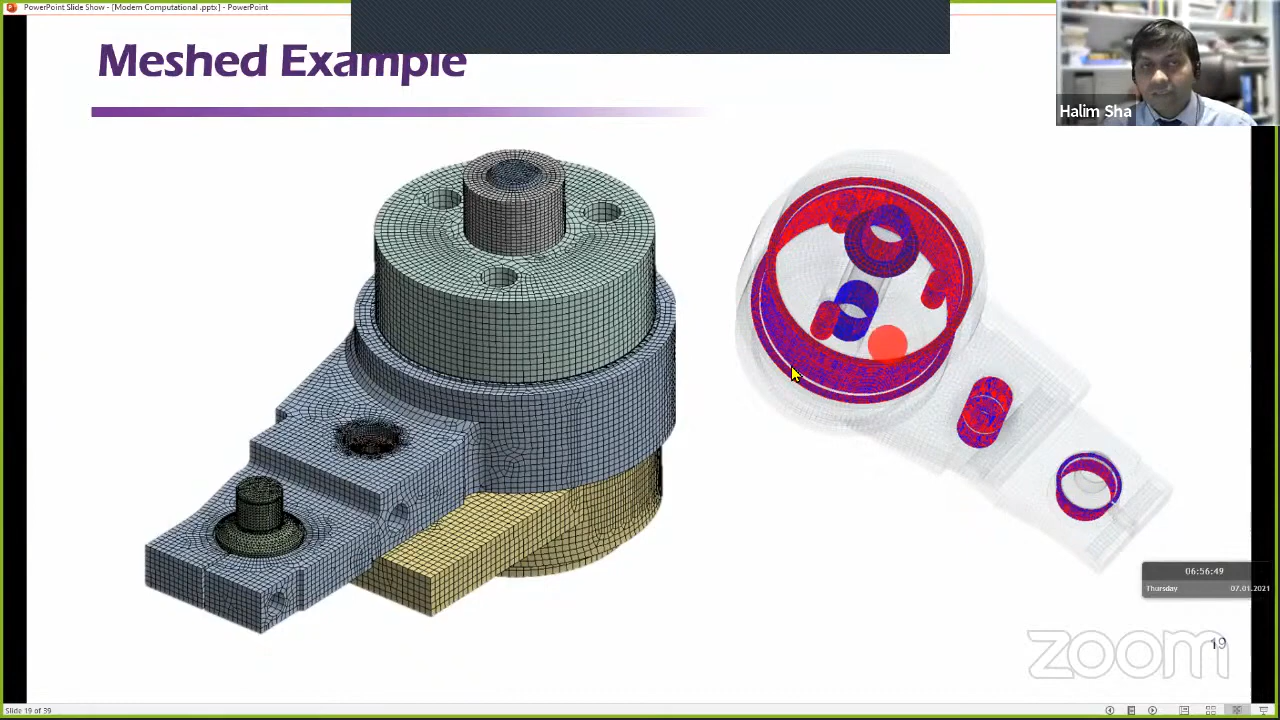 PowerPoint Slide Show - [Modern Computational .pptx] - PowerPoint
Meshed Example
Halim Sha
06:56:49
Thursday 07.01.2021
zoom
19
Slide 19 of 39